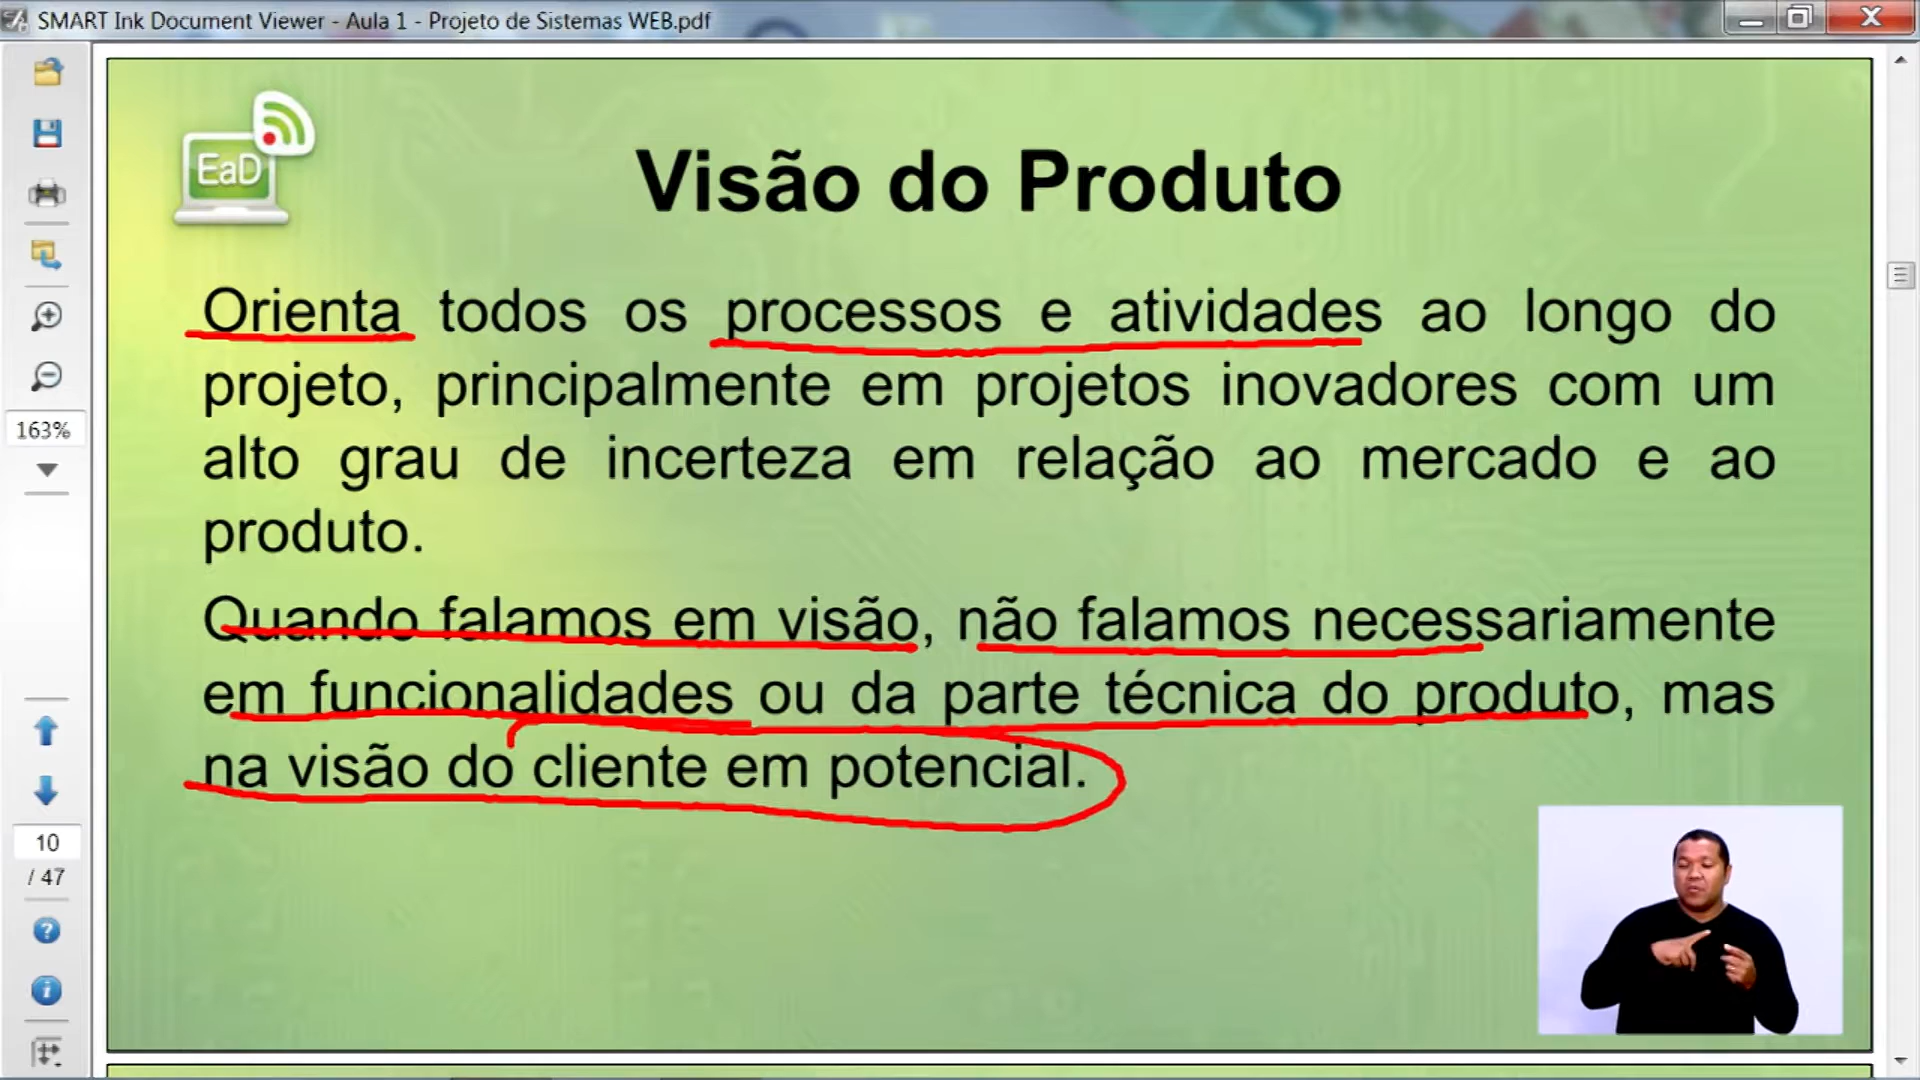 SMART Ink Document Viewer - Aula 1 - Projeto de Sistemas WEB.pdf
EaD
Visão do Produto
Orienta todos os processos e atividades ao longo do
projeto, principalmente em projetos inovadores com um
alto grau de incerteza em relação ao mercado e ao
produto.
Quando falamos em visão, não falamos necessariamente
em funcionalidades ou da parte técnica do produto, mas
na visão do cliente em potencial.
163%
10
/ 47